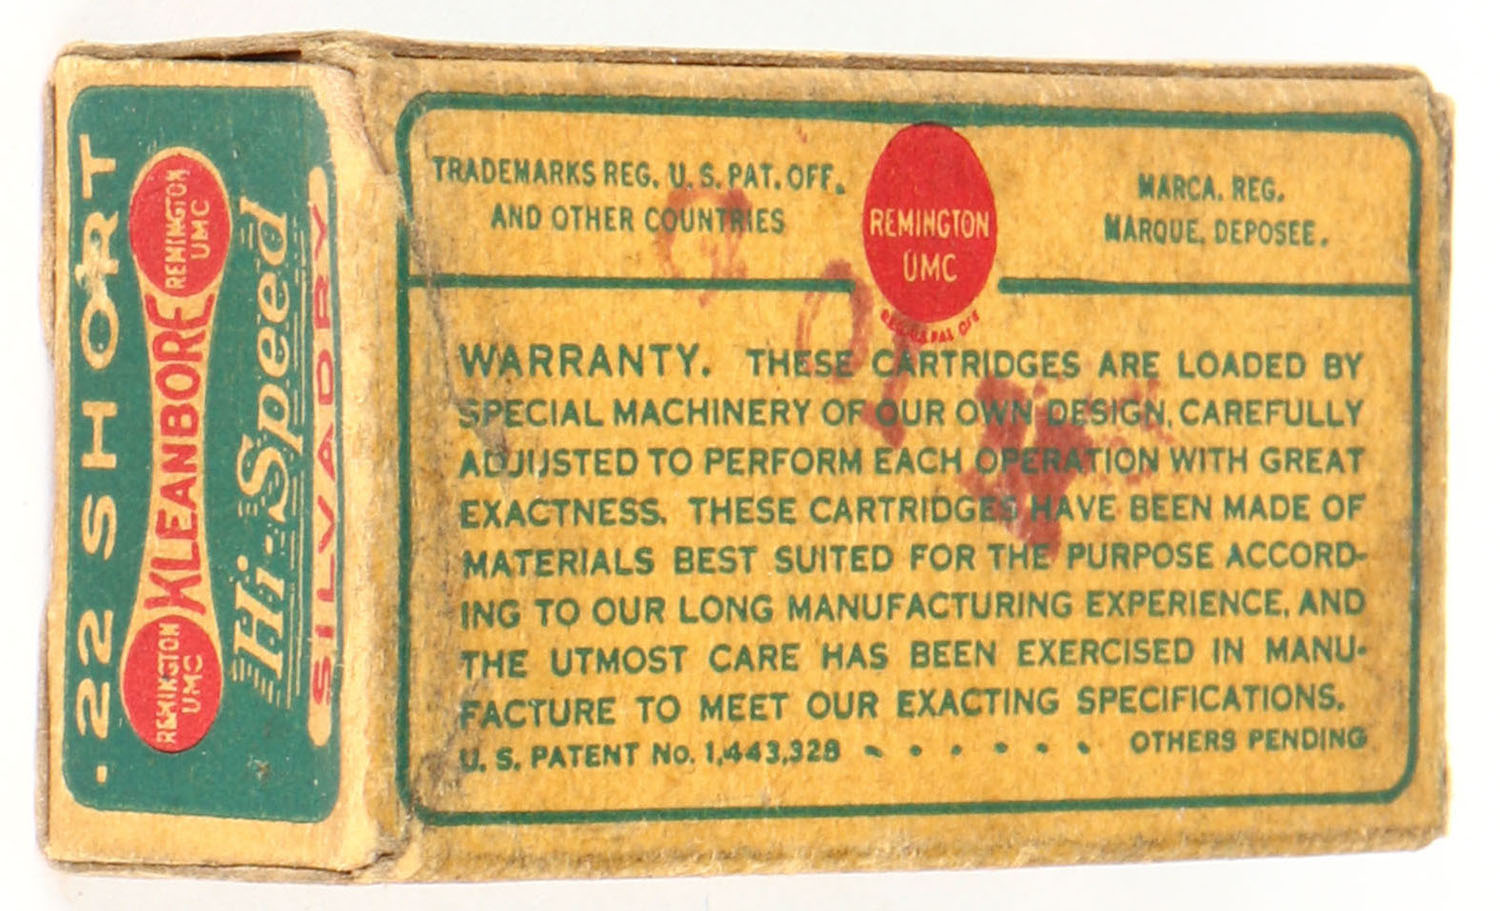 .22 SHORT
REMINGTON
UMC
KLEANBORE
REMINGTON
UMC
Hi-Speed
SILVADRY
TRADEMARKS REG. U. S. PAT. OFF.
AND OTHER COUNTRIES
REMINGTON
UMC
MARCA. REG.
MARQUE. DEPOSEE.
WARRANTY. THESE CARTRIDGES ARE LOADED BY
SPECIAL MACHINERY OF OUR OWN DESIGN, CAREFULLY
ADJUSTED TO PERFORM EACH OPERATION WITH GREAT
EXACTNESS. THESE CARTRIDGES HAVE BEEN MADE OF
MATERIALS BEST SUITED FOR THE PURPOSE ACCORD-
ING TO OUR LONG MANUFACTURING EXPERIENCE, AND
THE UTMOST CARE HAS BEEN EXERCISED IN MANU-
FACTURE TO MEET OUR EXACTING SPECIFICATIONS.
U. S. PATENT No. 1,443,328 . . . . . . OTHERS PENDING